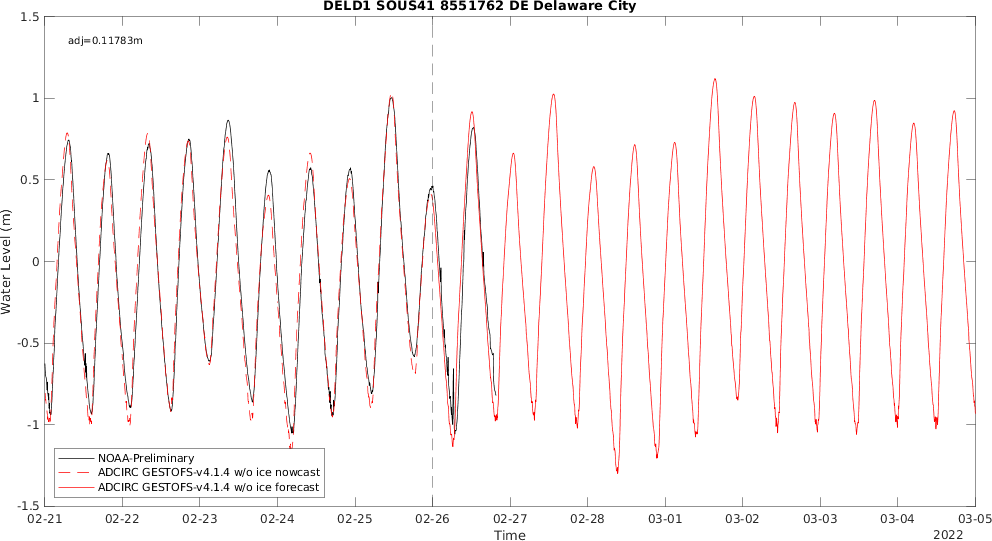 DELD1 SOUS41 8551762 DE Delaware City
1.5
adj=0.11783m
1
0.5
0
-0.5
-1
-1.5
Water Level (m)
NOAA-Preliminary
ADCIRC GESTOFS-v4.1.4 w/o ice nowcast
ADCIRC GESTOFS-v4.1.4 w/o ice forecast
02-21 02-22 02-23 02-24 02-25 02-26 02-27 02-28 03-01 03-02 03-03 03-04 03-05
Time
2022